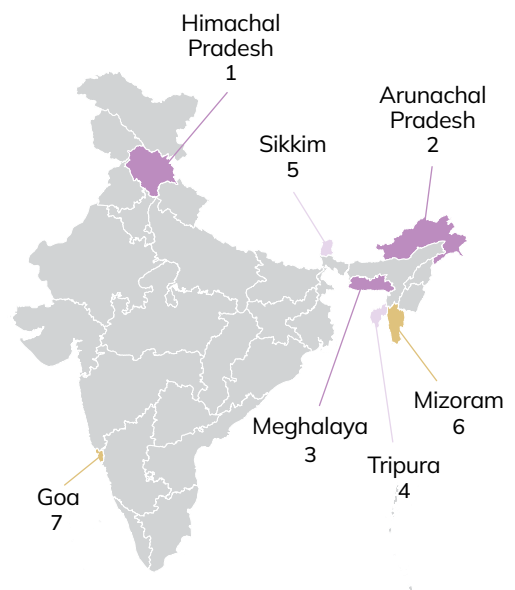 Himachal
Pradesh
1
Arunachal
Pradesh
2
Sikkim
5
Mizoram
6
Meghalaya
3
Tripura
4
Goa
7